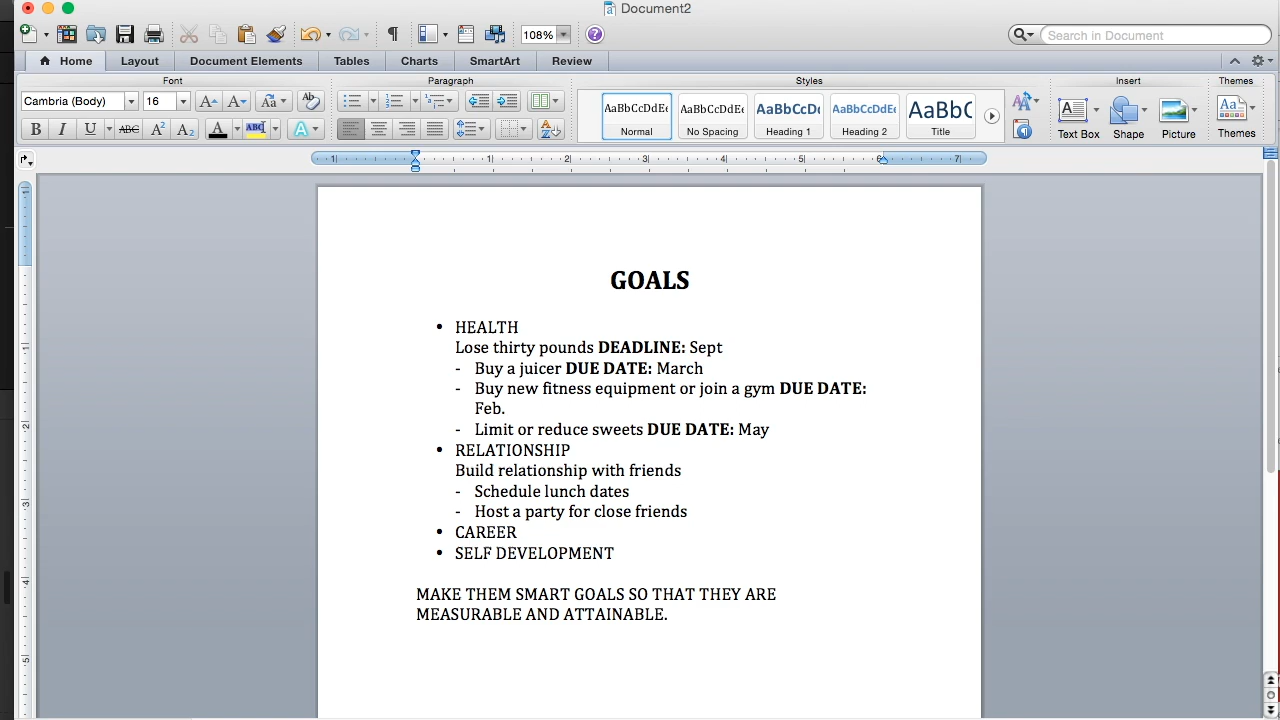 Document2
108%
Search in Document
Home Layout Document Elements Tables Charts SmartArt Review
Font Paragraph Styles Insert Themes
Cambria (Body) 16
AaBbCcDdEe AaBbCcDdEe AaBbCcDc AaBbCcDdEe AaBbC
Normal No Spacing Heading 1 Heading 2 Title
Text Box Shape Picture Themes
GOALS
• HEALTH
Lose thirty pounds DEADLINE: Sept
- Buy a juicer DUE DATE: March
- Buy new fitness equipment or join a gym DUE DATE:
Feb.
- Limit or reduce sweets DUE DATE: May
• RELATIONSHIP
Build relationship with friends
- Schedule lunch dates
- Host a party for close friends
• CAREER
• SELF DEVELOPMENT
MAKE THEM SMART GOALS SO THAT THEY ARE
MEASURABLE AND ATTAINABLE.